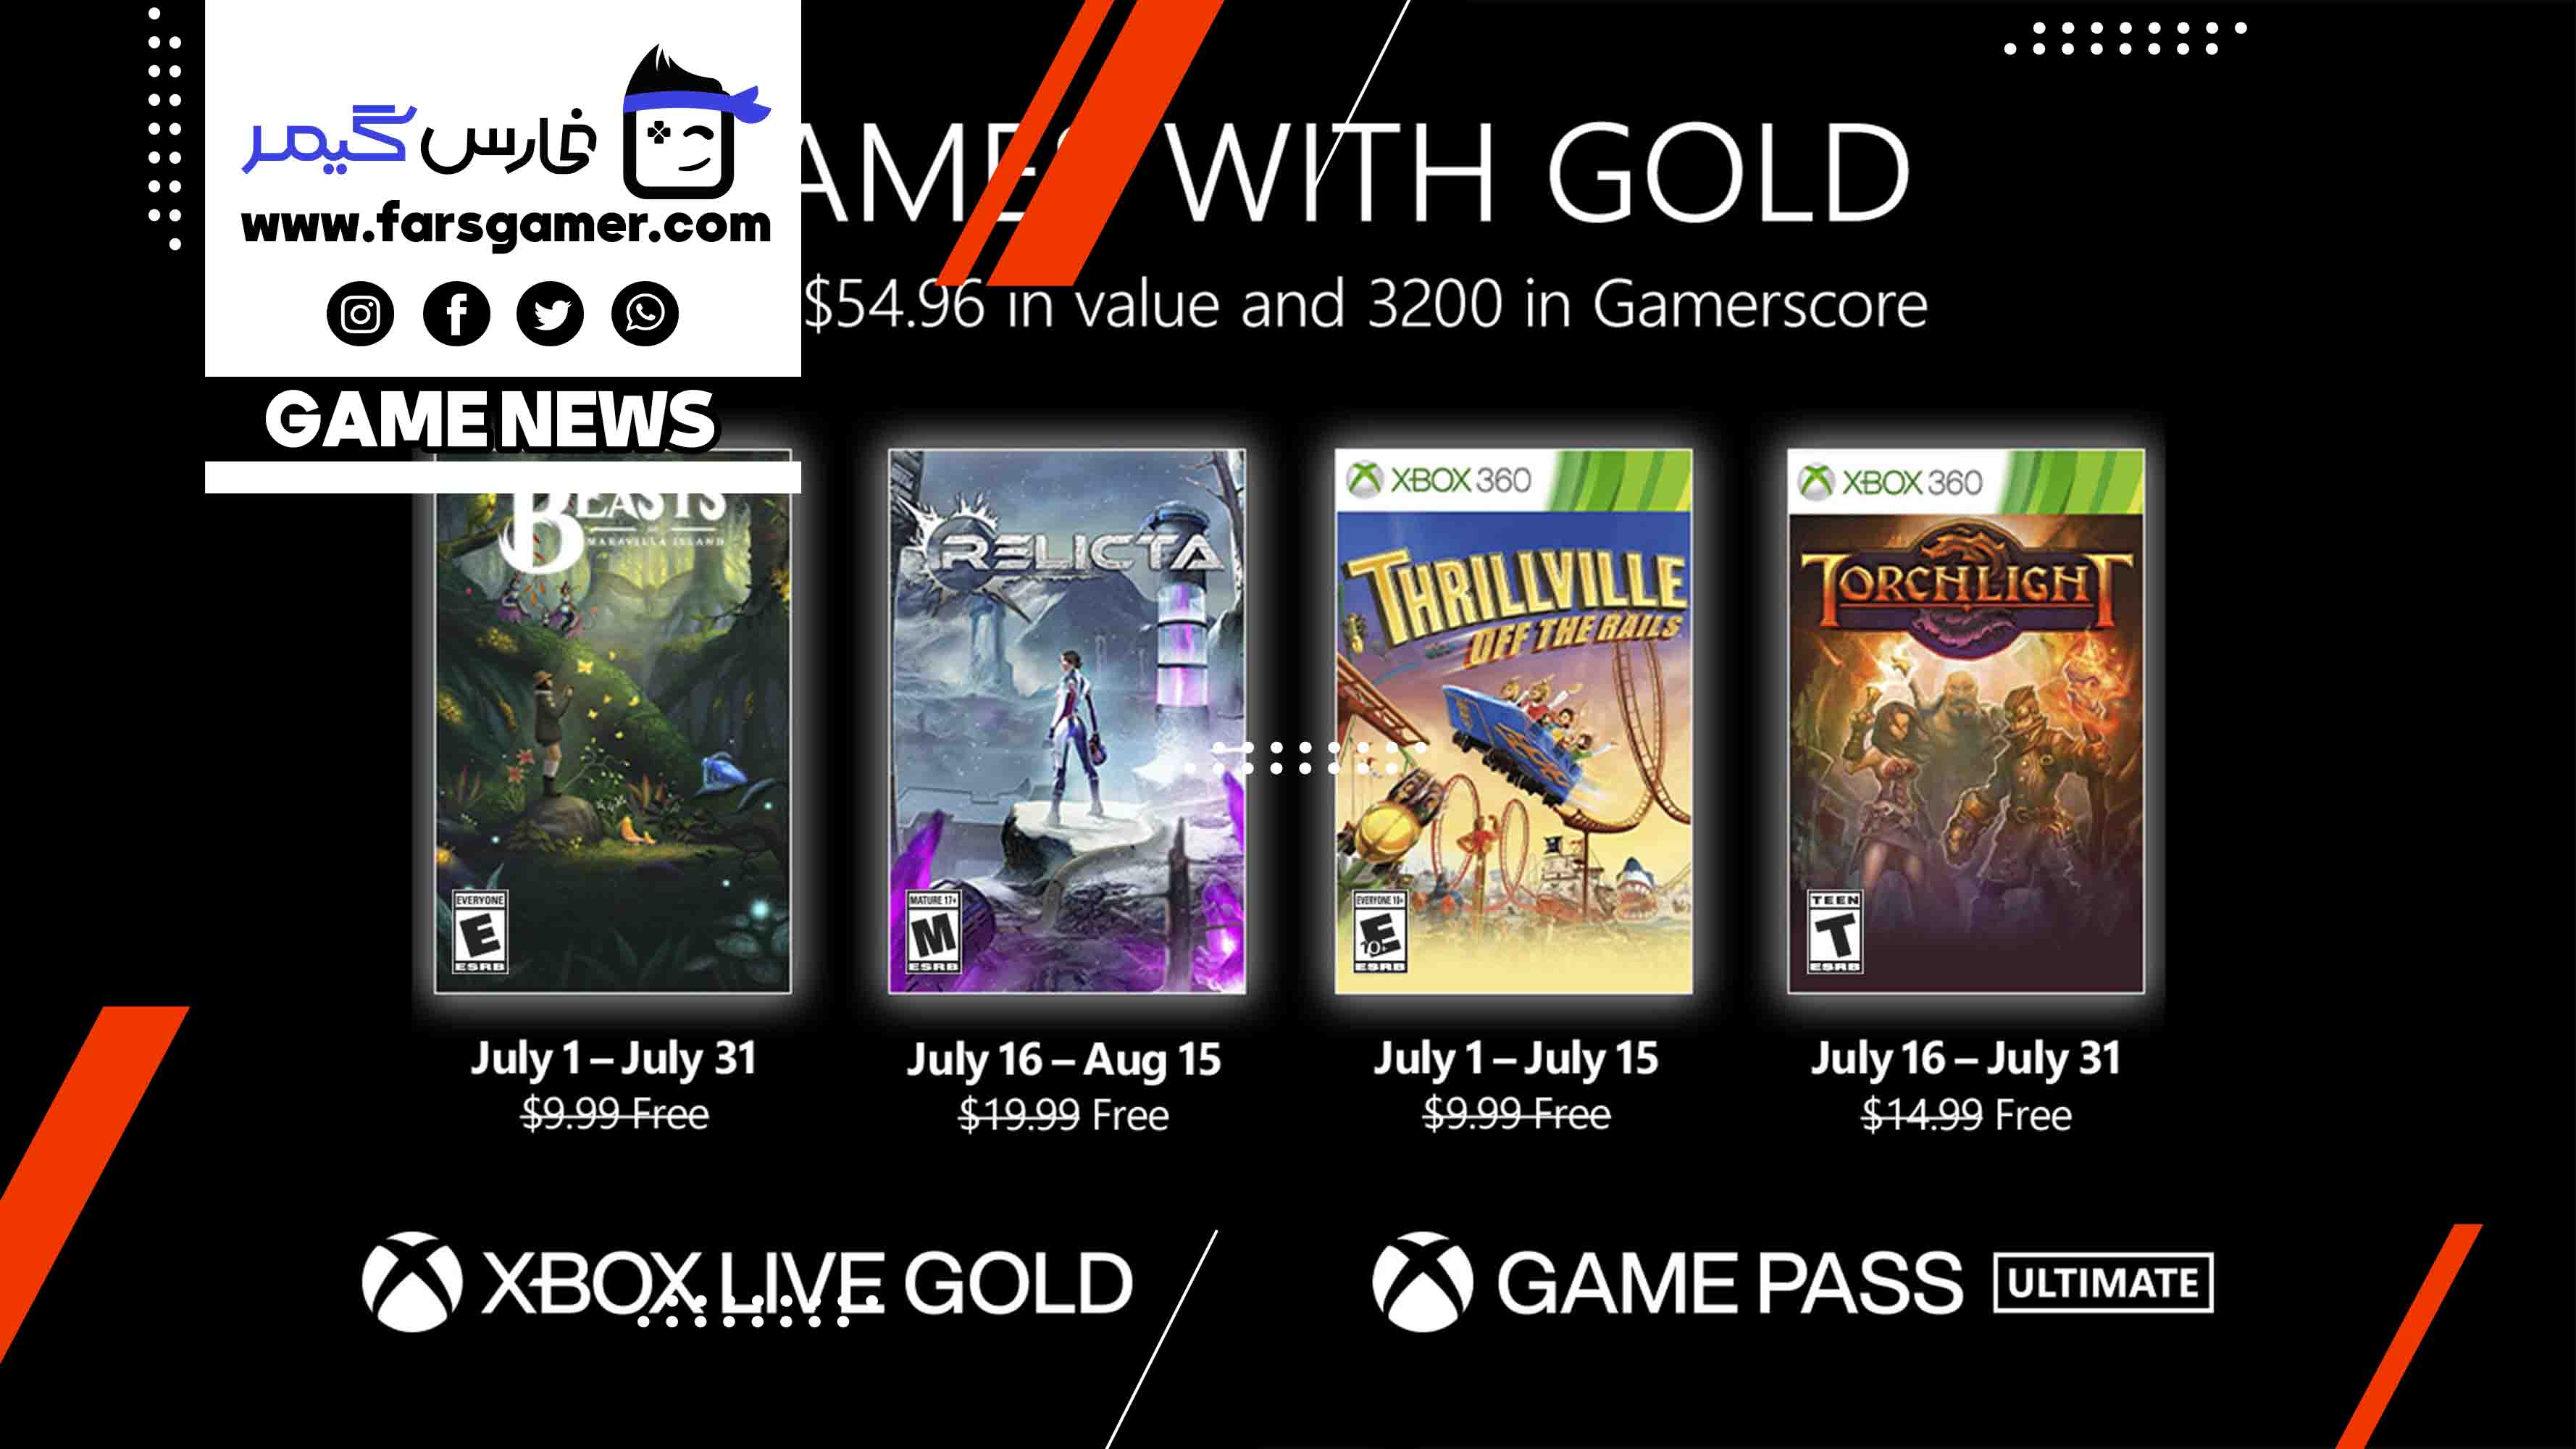 فارس گیمر
www.farsgamer.com
GAME NEWS
WITH GOLD
$54.96 in value and 3200 in Gamerscore
BEASTS
MARAVILLA ISLAND
EVERYONE
E
ESRB
July 1 – July 31
$9.99 Free
RELICTA
MATURE 17+
M
ESRB
July 16 – Aug 15
$19.99 Free
XBOX 360
THRILLVILLE
OFF THE RAILS
EVERYONE 10+
E
10+
ESRB
July 1 – July 15
$9.99 Free
XBOX 360
TORCHLIGHT
TEEN
T
ESRB
July 16 – July 31
$14.99 Free
XBOX LIVE GOLD
GAME PASS ULTIMATE